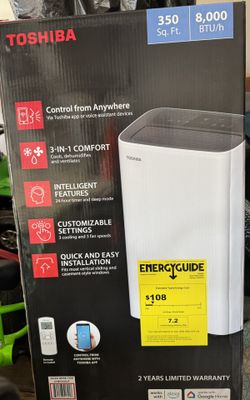 TOSHIBA
350
Sq. Ft.
8,000
BTU/h
Control from Anywhere
Via Toshiba app or voice assistant devices
3-IN-1 COMFORT
Cools, dehumidifies
and ventilates
INTELLIGENT
FEATURES
24 hour timer and sleep mode
CUSTOMIZABLE
SETTINGS
3 cooling and 3 fan speeds
QUICK AND EASY
INSTALLATION
Fits most vertical sliding and
casement-style windows
TOSHIBA
ENERGYGUIDE
$108
7.2
CONTROL FROM
ANYWHERE WITH
TOSHIBA APP
2 YEARS LIMITED WARRANTY
Google Home